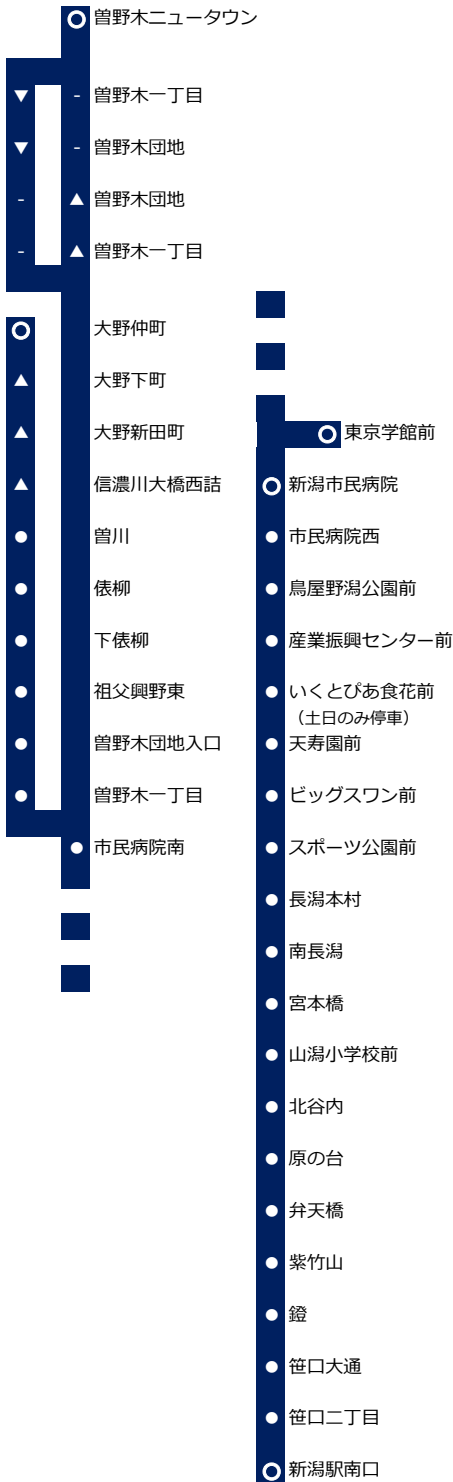 曽野木ニュータウン
曽野木一丁目
曽野木団地
曽野木団地
曽野木一丁目
大野仲町
大野下町
大野新田町
信濃川大橋西詰
曽川
俵柳
下俵柳
祖父興野東
曽野木団地入口
曽野木一丁目
市民病院南
東京学館前
新潟市民病院
市民病院西
鳥屋野潟公園前
産業振興センター前
いくとぴあ食花前
（土日のみ停車）
天寿園前
ビッグスワン前
スポーツ公園前
長潟本村
南長潟
宮本橋
山潟小学校前
北谷内
原の台
弁天橋
紫竹山
鐙
笹口大通
笹口二丁目
新潟駅南口